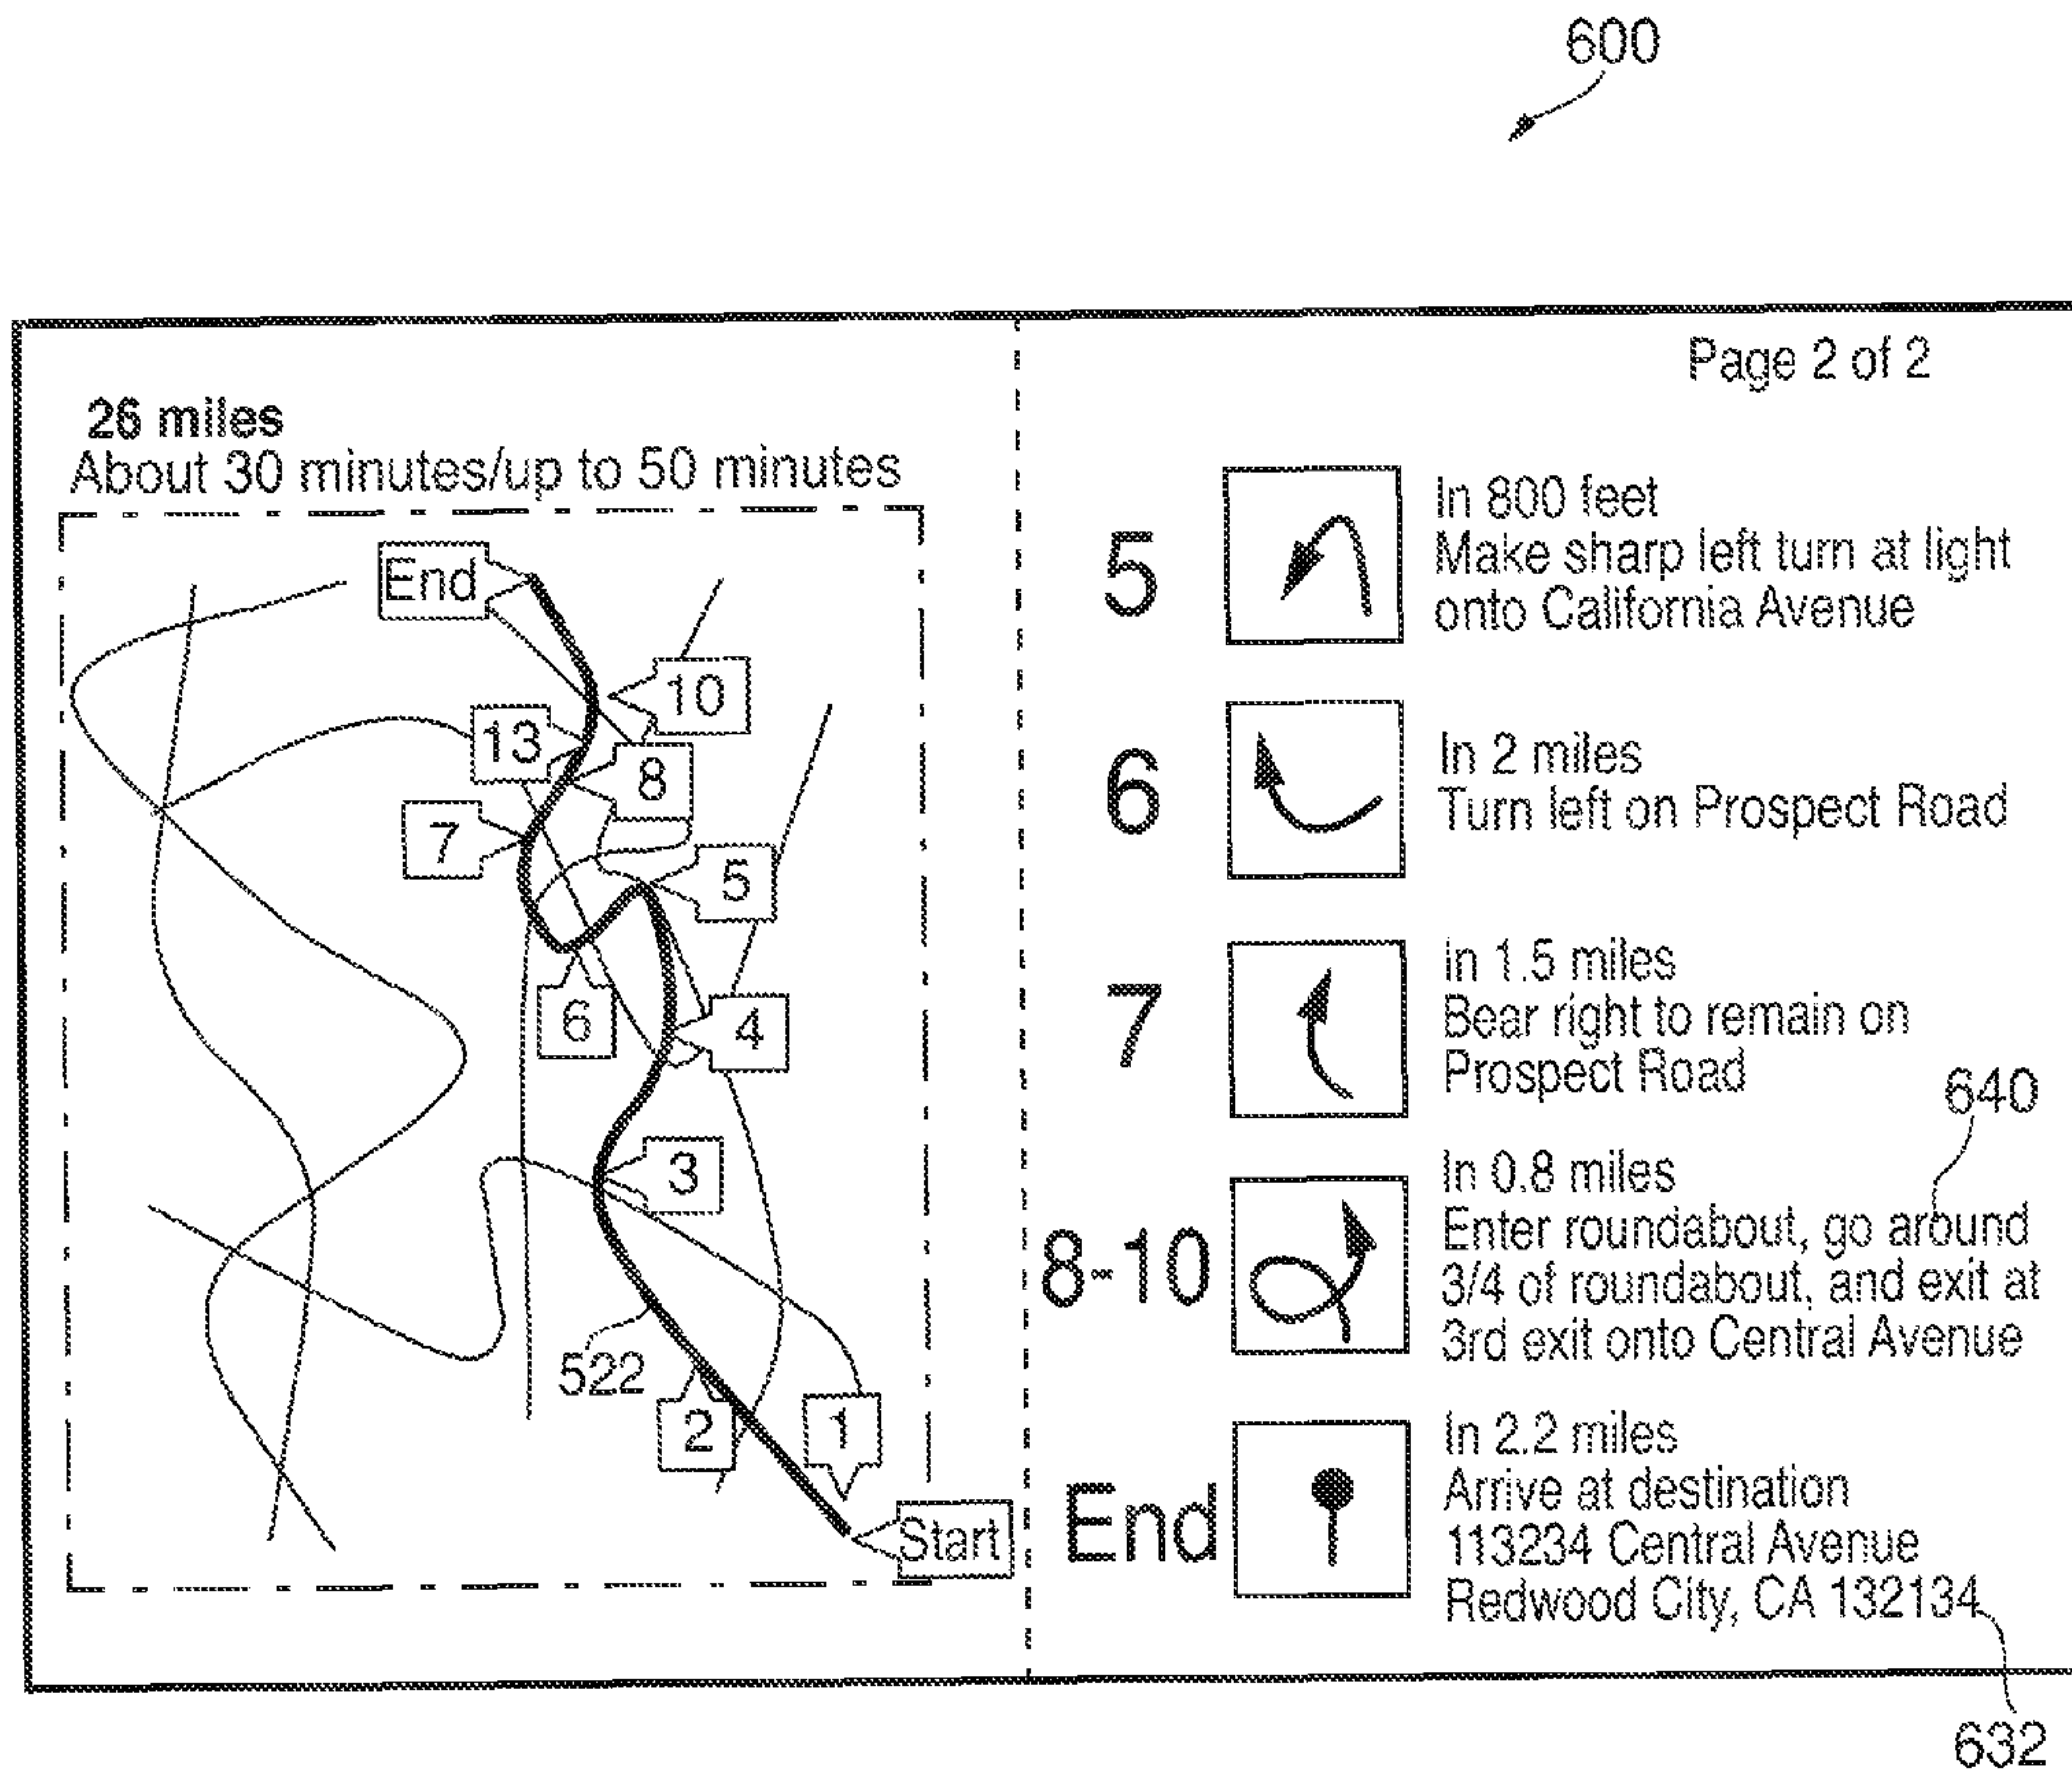 600
Page 2 of 2
26 miles
About 30 minutes/up to 50 minutes
End
10
13
8
7
5
6
4
3
522
2
1
Start
5
In 800 feet
Make sharp left turn at light
onto California Avenue
6
In 2 miles
Turn left on Prospect Road
7
in 1.5 miles
Bear right to remain on
Prospect Road
640
8-10
In 0.8 miles
Enter roundabout, go around
3/4 of roundabout, and exit at
3rd exit onto Central Avenue
End
In 2.2 miles
Arrive at destination
113234 Central Avenue
Redwood City, CA 132134
632